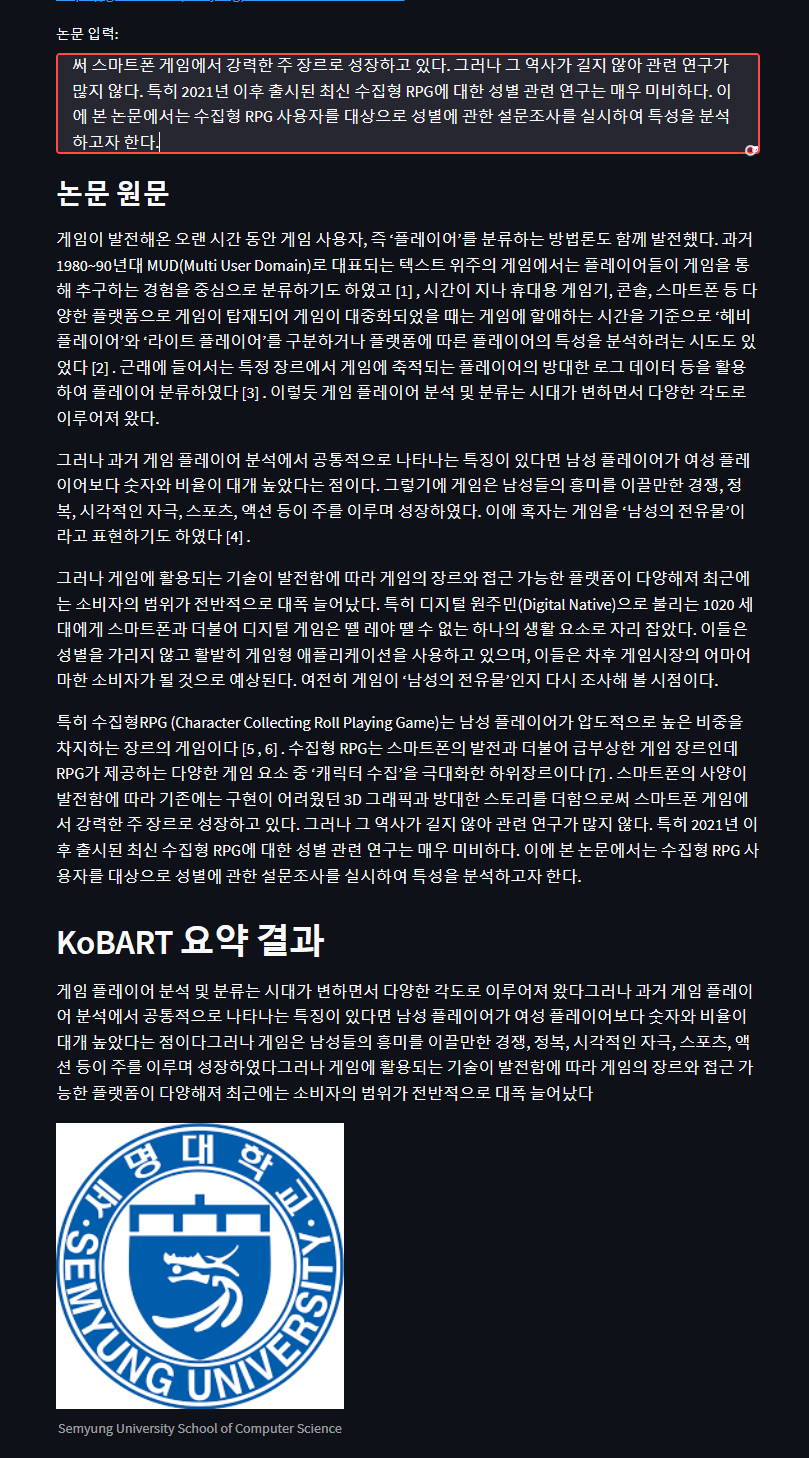 논문 입력:
써 스마트폰 게임에서 강력한 주 장르로 성장하고 있다. 그러나 그 역사가 길지 않아 관련 연구가
많지 않다. 특히 2021년 이후 출시된 최신 수집형 RPG에 대한 성별 관련 연구는 매우 미비하다. 이
에 본 논문에서는 수집형 RPG 사용자를 대상으로 성별에 관한 설문조사를 실시하여 특성을 분석
하고자 한다.
논문 원문
게임이 발전해온 오랜 시간 동안 게임 사용자, 즉 ‘플레이어’를 분류하는 방법론도 함께 발전했다. 과거
1980~90년대 MUD(Multi User Domain)로 대표되는 텍스트 위주의 게임에서는 플레이어들이 게임을 통
해 추구하는 경험을 중심으로 분류하기도 하였고 [1] , 시간이 지나 휴대용 게임기, 콘솔, 스마트폰 등 다
양한 플랫폼으로 게임이 탑재되어 게임이 대중화되었을 때는 게임에 할애하는 시간을 기준으로 ‘헤비
플레이어’와 ‘라이트 플레이어’를 구분하거나 플랫폼에 따른 플레이어의 특성을 분석하려는 시도도 있
었다 [2] . 근래에 들어서는 특정 장르에서 게임에 축적되는 플레이어의 방대한 로그 데이터 등을 활용
하여 플레이어 분류하였다 [3] . 이렇듯 게임 플레이어 분석 및 분류는 시대가 변하면서 다양한 각도로
이루어져 왔다.
그러나 과거 게임 플레이어 분석에서 공통적으로 나타나는 특징이 있다면 남성 플레이어가 여성 플레
이어보다 숫자와 비율이 대개 높았다는 점이다. 그렇기에 게임은 남성들의 흥미를 이끌만한 경쟁, 정
복, 시각적인 자극, 스포츠, 액션 등이 주를 이루며 성장하였다. 이에 혹자는 게임을 ‘남성의 전유물’이
라고 표현하기도 하였다 [4] .
그러나 게임에 활용되는 기술이 발전함에 따라 게임의 장르와 접근 가능한 플랫폼이 다양해져 최근에
는 소비자의 범위가 전반적으로 대폭 늘어났다. 특히 디지털 원주민(Digital Native)으로 불리는 1020 세
대에게 스마트폰과 더불어 디지털 게임은 뗄 레야 뗄 수 없는 하나의 생활 요소로 자리 잡았다. 이들은
성별을 가리지 않고 활발히 게임형 애플리케이션을 사용하고 있으며, 이들은 차후 게임시장의 어마어
마한 소비자가 될 것으로 예상된다. 여전히 게임이 ‘남성의 전유물’인지 다시 조사해 볼 시점이다.
특히 수집형RPG (Character Collecting Roll Playing Game)는 남성 플레이어가 압도적으로 높은 비중을
차지하는 장르의 게임이다 [5 , 6] . 수집형 RPG는 스마트폰의 발전과 더불어 급부상한 게임 장르인데
RPG가 제공하는 다양한 게임 요소 중 ‘캐릭터 수집’을 극대화한 하위장르이다 [7] . 스마트폰의 사양이
발전함에 따라 기존에는 구현이 어려웠던 3D 그래픽과 방대한 스토리를 더함으로써 스마트폰 게임에
서 강력한 주 장르로 성장하고 있다. 그러나 그 역사가 길지 않아 관련 연구가 많지 않다. 특히 2021년 이
후 출시된 최신 수집형 RPG에 대한 성별 관련 연구는 매우 미비하다. 이에 본 논문에서는 수집형 RPG 사
용자를 대상으로 성별에 관한 설문조사를 실시하여 특성을 분석하고자 한다.
KoBART 요약 결과
게임 플레이어 분석 및 분류는 시대가 변하면서 다양한 각도로 이루어져 왔다그러나 과거 게임 플레이
어 분석에서 공통적으로 나타나는 특징이 있다면 남성 플레이어가 여성 플레이어보다 숫자와 비율이
대개 높았다는 점이다그러나 게임은 남성들의 흥미를 이끌만한 경쟁, 정복, 시각적인 자극, 스포츠, 액
션 등이 주를 이루며 성장하였다그러나 게임에 활용되는 기술이 발전함에 따라 게임의 장르와 접근 가
능한 플랫폼이 다양해져 최근에는 소비자의 범위가 전반적으로 대폭 늘어났다
세명대학교
SEMYUNG UNIVERSITY
Semyung University School of Computer Science